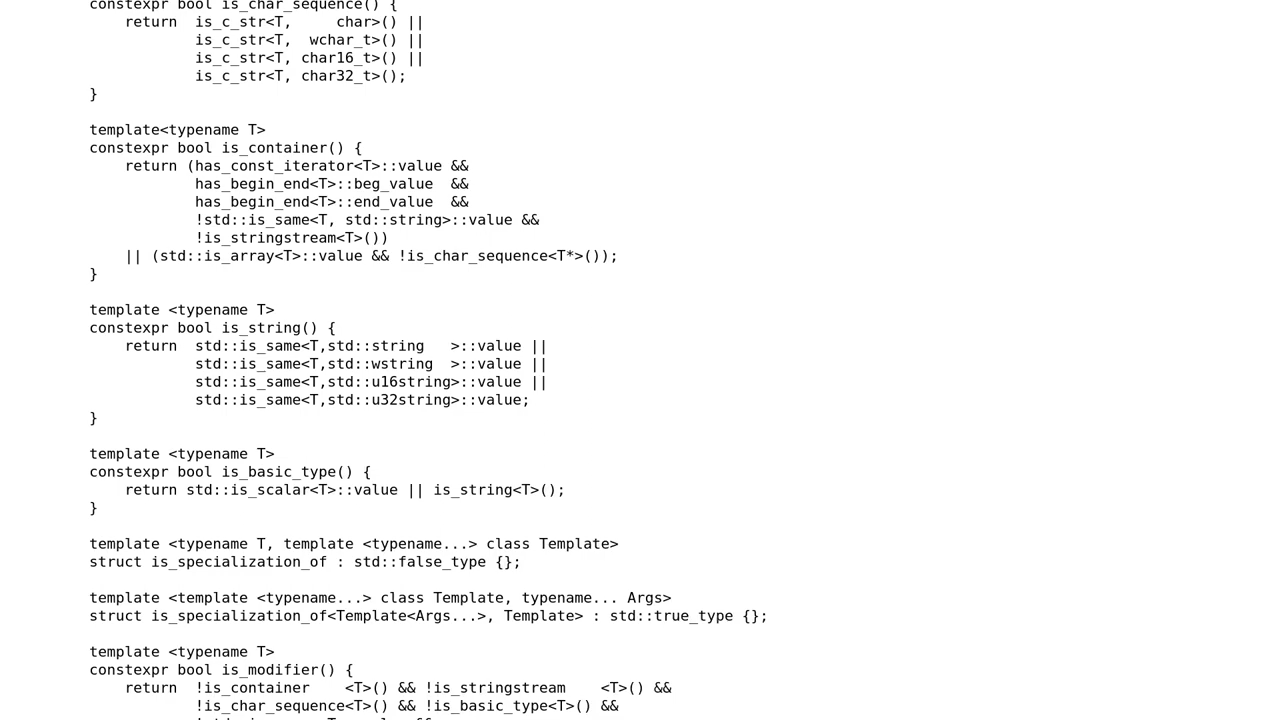 constexpr bool is_char_sequence() {
    return  is_c_str<T,     char>() ||
            is_c_str<T,  wchar_t>() ||
            is_c_str<T, char16_t>() ||
            is_c_str<T, char32_t>();
}
template<typename T>
constexpr bool is_container() {
    return (has_const_iterator<T>::value &&
            has_begin_end<T>::beg_value  &&
            has_begin_end<T>::end_value  &&
            !std::is_same<T, std::string>::value &&
            !is_stringstream<T>())
    || (std::is_array<T>::value && !is_char_sequence<T*>());
}
template <typename T>
constexpr bool is_string() {
    return  std::is_same<T,std::string   >::value ||
            std::is_same<T,std::wstring  >::value ||
            std::is_same<T,std::u16string>::value ||
            std::is_same<T,std::u32string>::value;
}
template <typename T>
constexpr bool is_basic_type() {
    return std::is_scalar<T>::value || is_string<T>();
}
template <typename T, template <typename...> class Template>
struct is_specialization_of : std::false_type {};
template <template <typename...> class Template, typename... Args>
struct is_specialization_of<Template<Args...>, Template> : std::true_type {};
template <typename T>
constexpr bool is_modifier() {
    return  !is_container    <T>() && !is_stringstream    <T>() &&
            !is_char_sequence<T>() && !is_basic_type<T>() &&